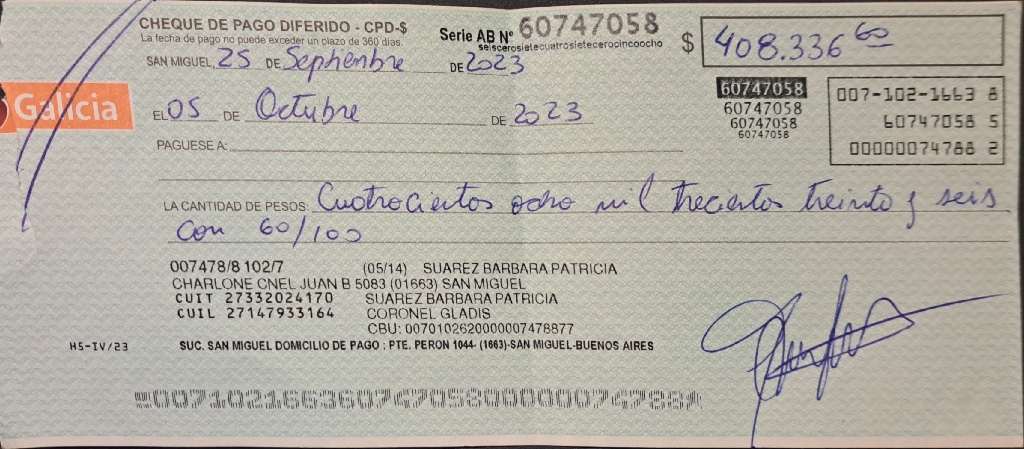 CHEQUE DE PAGO DIFERIDO - CPD-$
La fecha de pago no puede exceder un plazo de 360 días.
Serie AB Nº 60747058
seiscerosietecuatrosietecerocincoocho
$ 408.336 60
SAN MIGUEL, 25 DE Septiembre DE 2023
Galicia
EL 05 DE Octubre DE 2023
60747058
60747058
60747058
60747058
007-102-1663 8
60747058 5
00000074788 2
PAGUESE A:
LA CANTIDAD DE PESOS: Cuatrocientos ocho mil trecientos treinta y seis
con 60/100
007478/8 102/7 (05/14) SUAREZ BARBARA PATRICIA
CHARLONE CNEL JUAN B 5083 (01663) SAN MIGUEL
CUIT 27332024170 SUAREZ BARBARA PATRICIA
CUIL 27147933164 CORONEL GLADIS
CBU: 0070102620000007478877
HS-IV/23
SUC. SAN MIGUEL DOMICILIO DE PAGO : PTE. PERON 1044- (1663)-SAN MIGUEL-BUENOS AIRES
00710216636074705800000074788